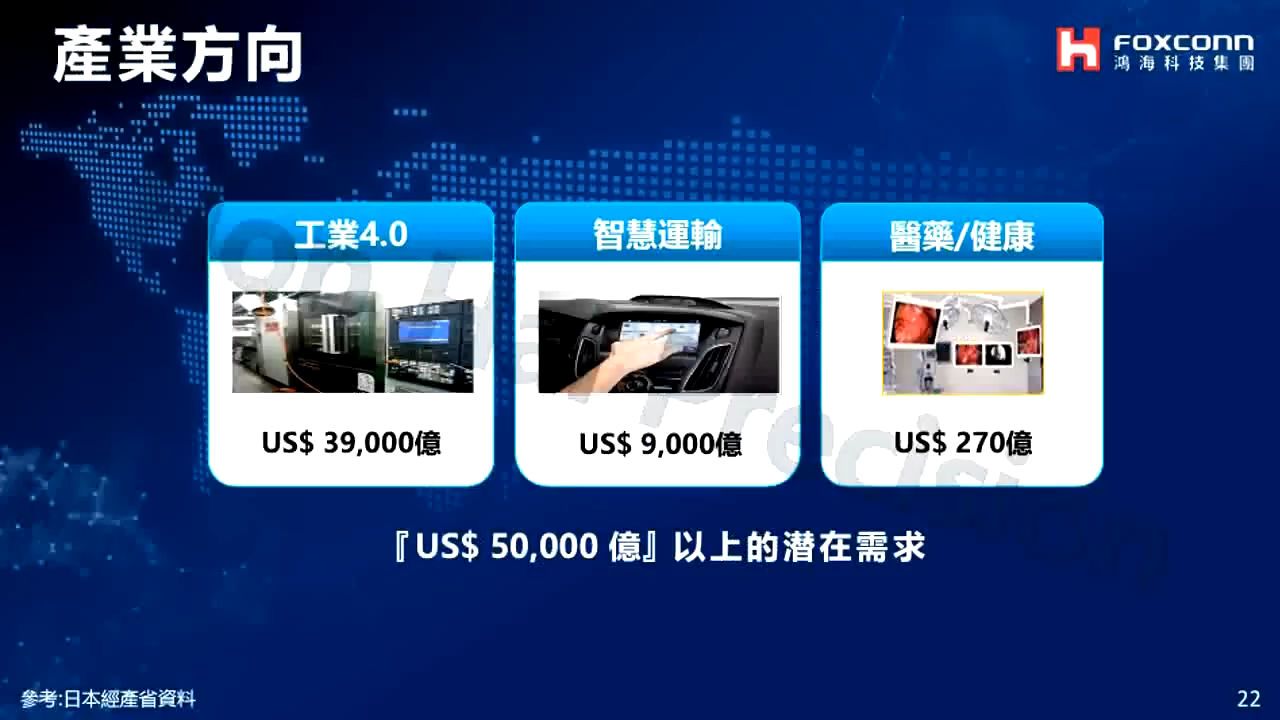 產業方向
FOXCONN
鴻海科技集團
工業4.0
智慧運輸
醫藥/健康
US$ 39,000億
US$ 9,000億
US$ 270億
『US$ 50,000 億』以上的潛在需求
參考:日本經產省資料
22